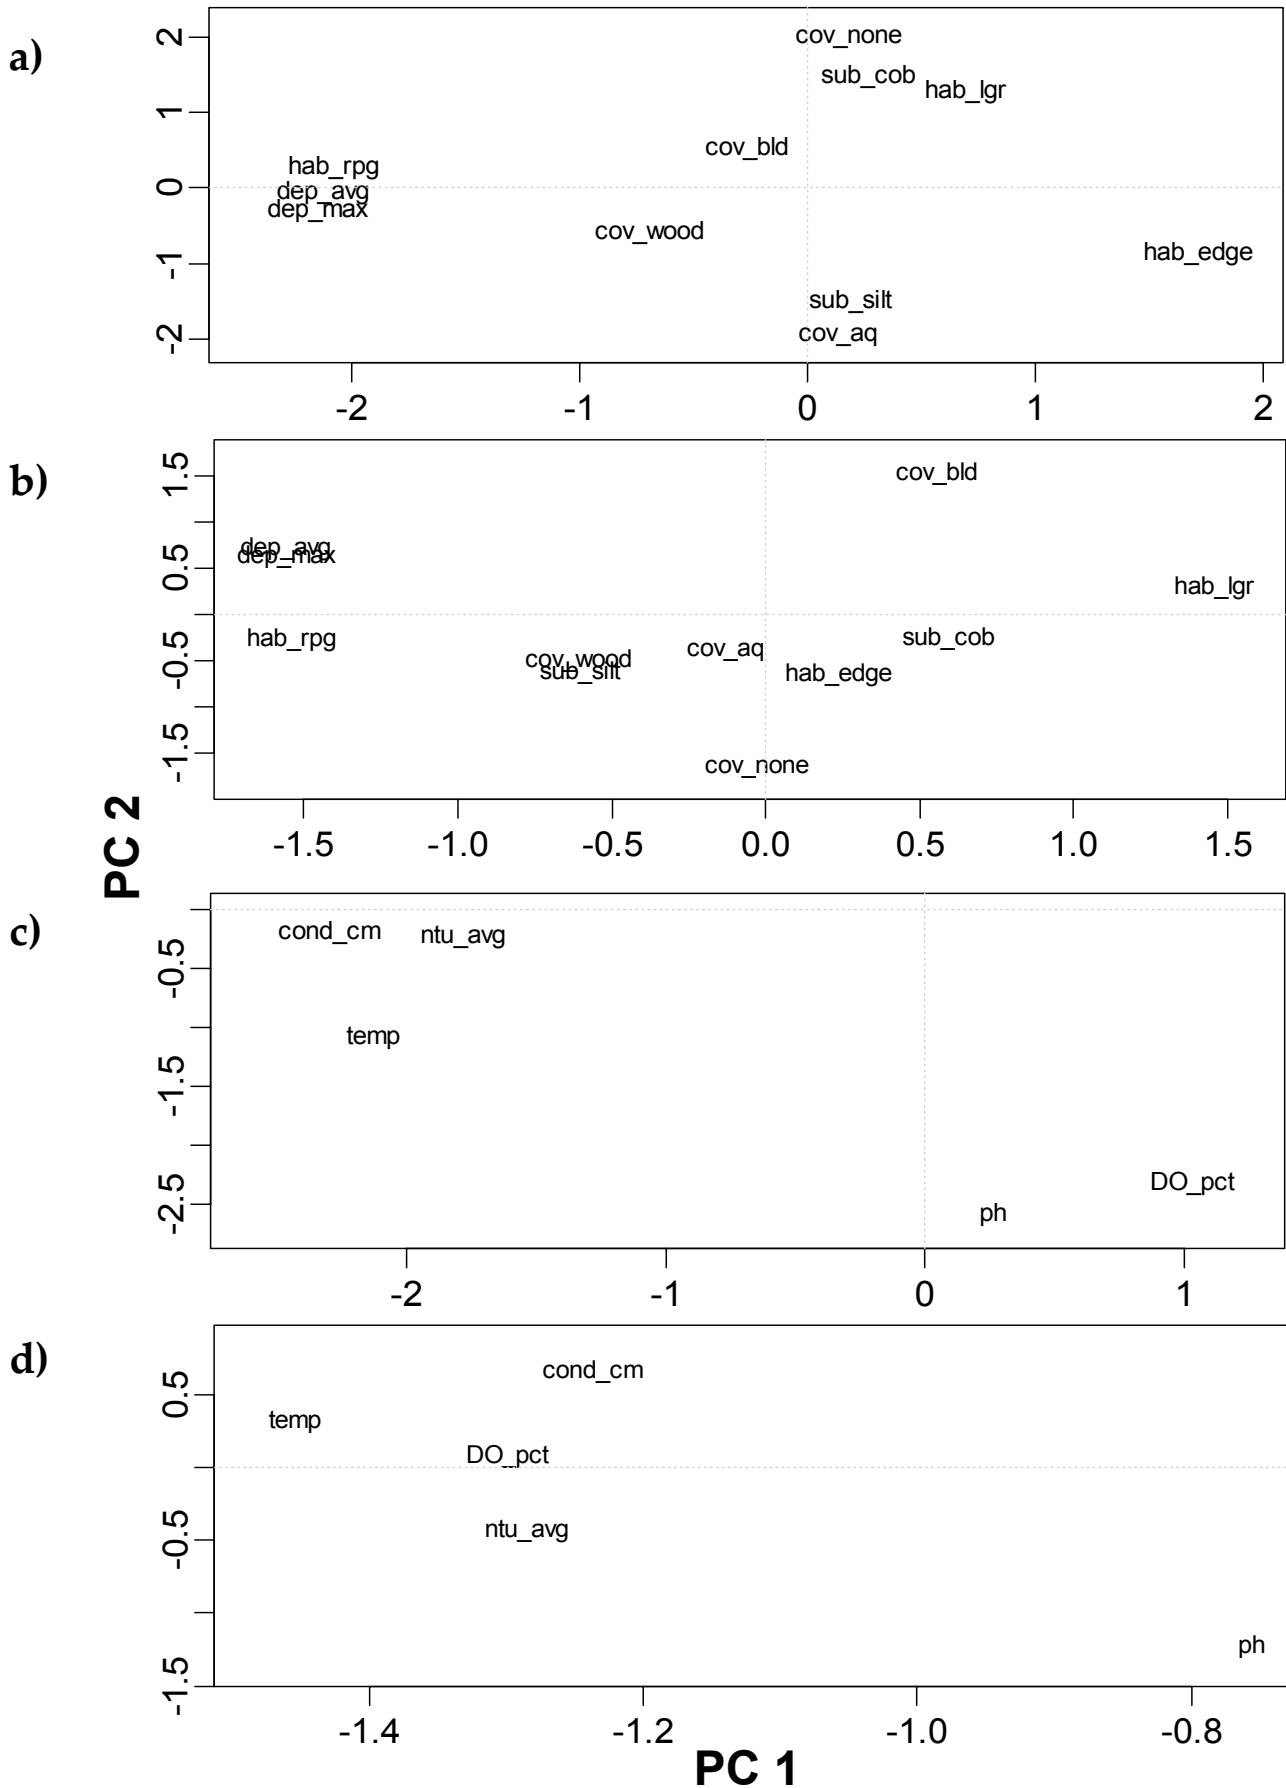 a)
2
1
0
-1
-2
cov_none
sub_cob
hab_lgr
cov_bld
hab_rpg
dep_avg
dep_max
cov_wood
hab_edge
sub_silt
cov_aq
-2 -1 0 1 2
b)
1.5
0.5
-0.5
-1.5
cov_bld
dep_avg
dep_max
hab_lgr
hab_rpg
sub_cob
cov_aq
cov_wood
sub_silt
hab_edge
cov_none
-1.5 -1.0 -0.5 0.0 0.5 1.0 1.5
PC 2
c)
-0.5
-1.5
-2.5
cond_cm
ntu_avg
temp
DO_pct
ph
-2 -1 0 1
d)
0.5
-0.5
-1.5
cond_cm
temp
DO_pct
ntu_avg
ph
-1.4 -1.2 -1.0 -0.8
PC 1